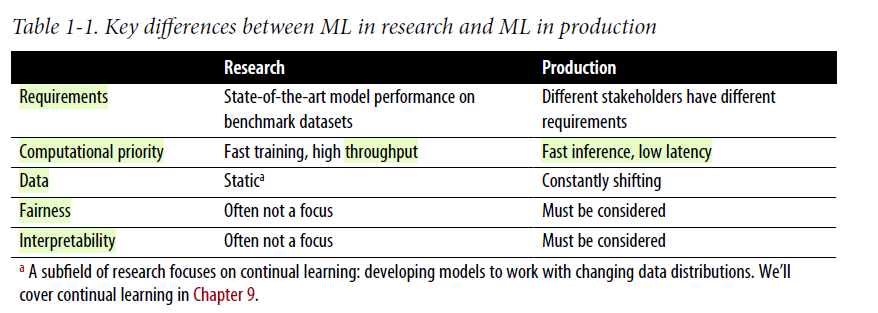 Table 1-1. Key differences between ML in research and ML in production
Research Production
Requirements State-of-the-art model performance on Different stakeholders have different
benchmark datasets requirements
Computational priority Fast training, high throughput Fast inference, low latency
Data Staticᵃ Constantly shifting
Fairness Often not a focus Must be considered
Interpretability Often not a focus Must be considered
ᵃ A subfield of research focuses on continual learning: developing models to work with changing data distributions. We’ll
cover continual learning in Chapter 9.